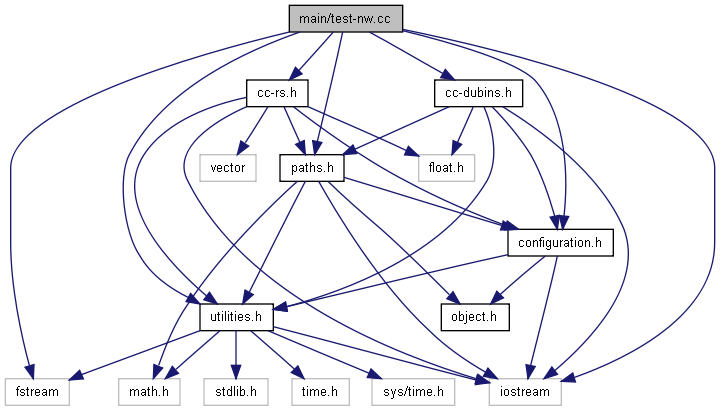 main/test-nw.cc
cc-rs.h
cc-dubins.h
vector
paths.h
float.h
configuration.h
utilities.h
object.h
fstream
math.h
stdlib.h
time.h
sys/time.h
iostream